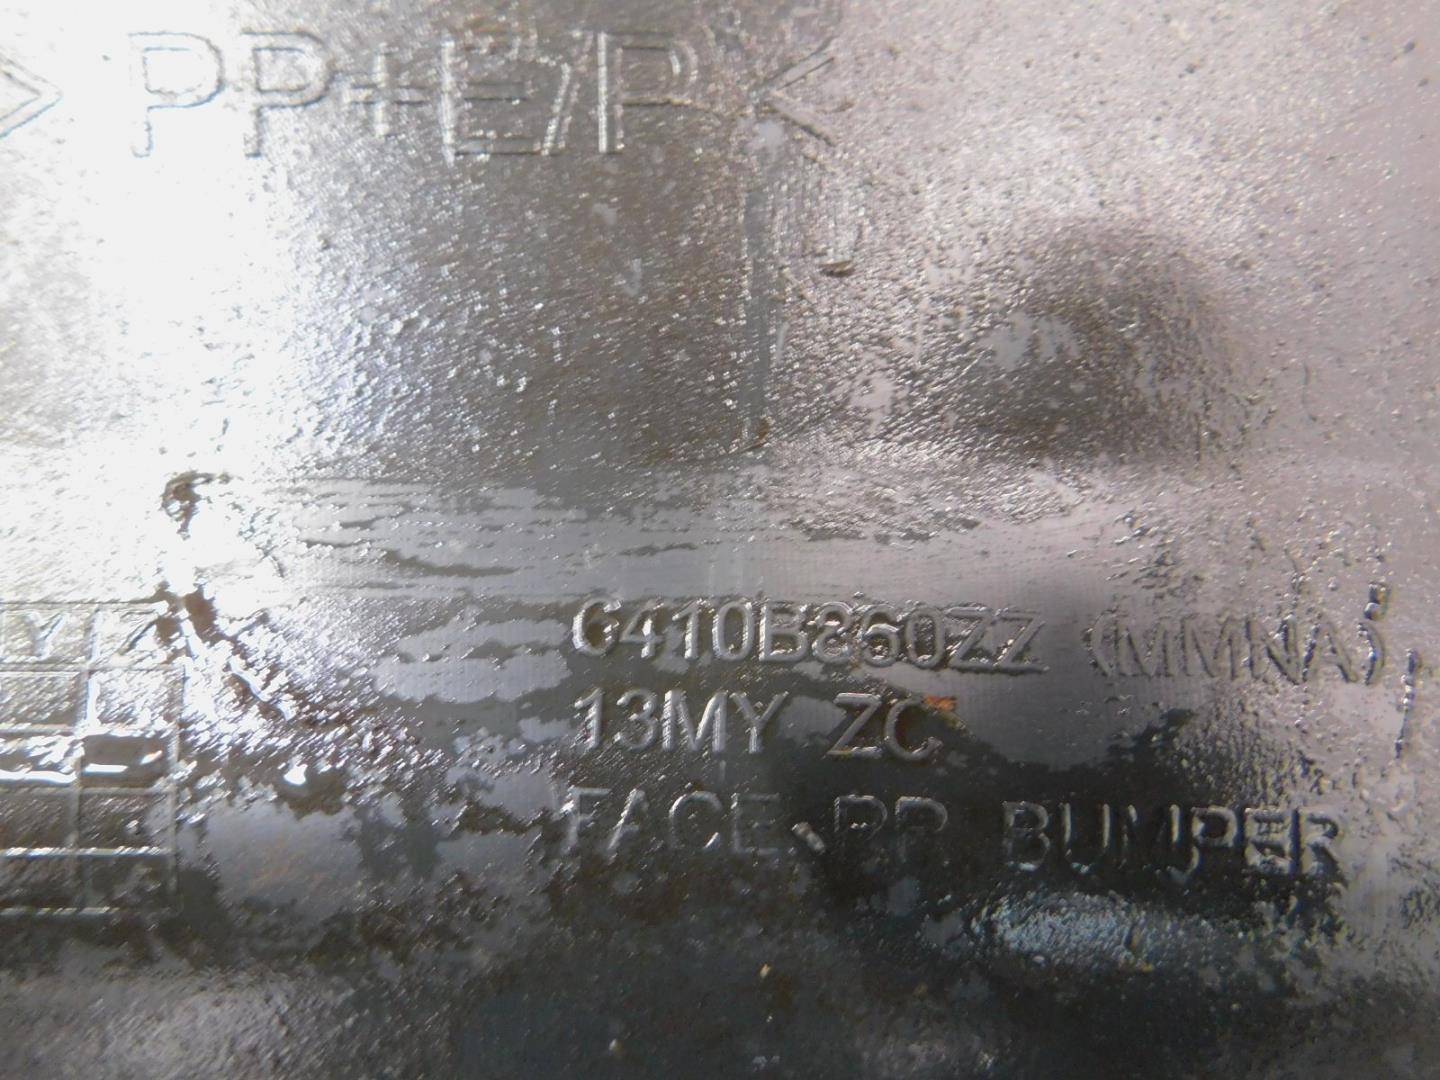 >PP+E/P<
6410B860ZZ (MMNA)
13MY ZC
FACE, RR BUMPER